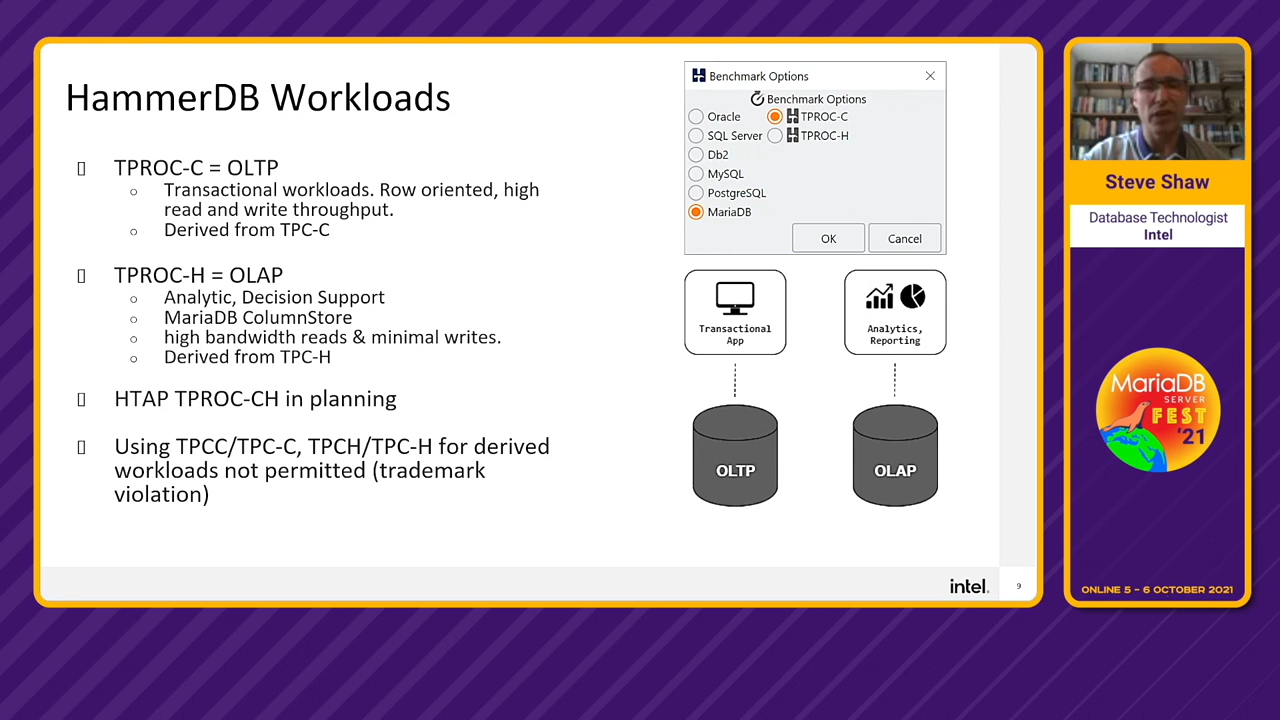 HammerDB Workloads
TPROC-C = OLTP
Transactional workloads. Row oriented, high
read and write throughput.
Derived from TPC-C
TPROC-H = OLAP
Analytic, Decision Support
MariaDB ColumnStore
high bandwidth reads & minimal writes.
Derived from TPC-H
HTAP TPROC-CH in planning
Using TPCC/TPC-C, TPCH/TPC-H for derived
workloads not permitted (trademark
violation)
Benchmark Options
Benchmark Options
Oracle TPROC-C
SQL Server TPROC-H
Db2
MySQL
PostgreSQL
MariaDB
OK Cancel
Transactional
App
Analytics,
Reporting
OLTP
OLAP
intel.
9
Steve Shaw
Database Technologist
Intel
MariaDB
SERVER
FEST
'21
ONLINE 5 - 6 OCTOBER 2021